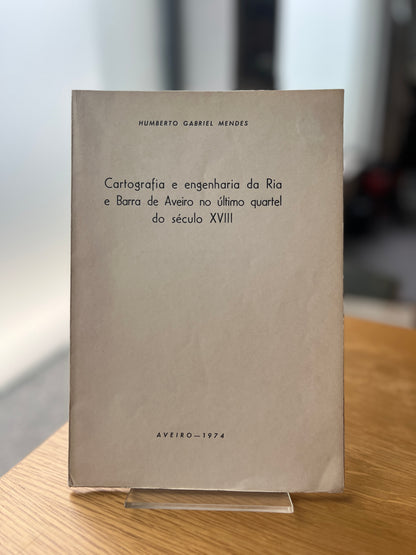 HUMBERTO GABRIEL MENDES
Cartografia e engenharia da Ria
e Barra de Aveiro no último quartel
do século XVIII
AVEIRO—1974